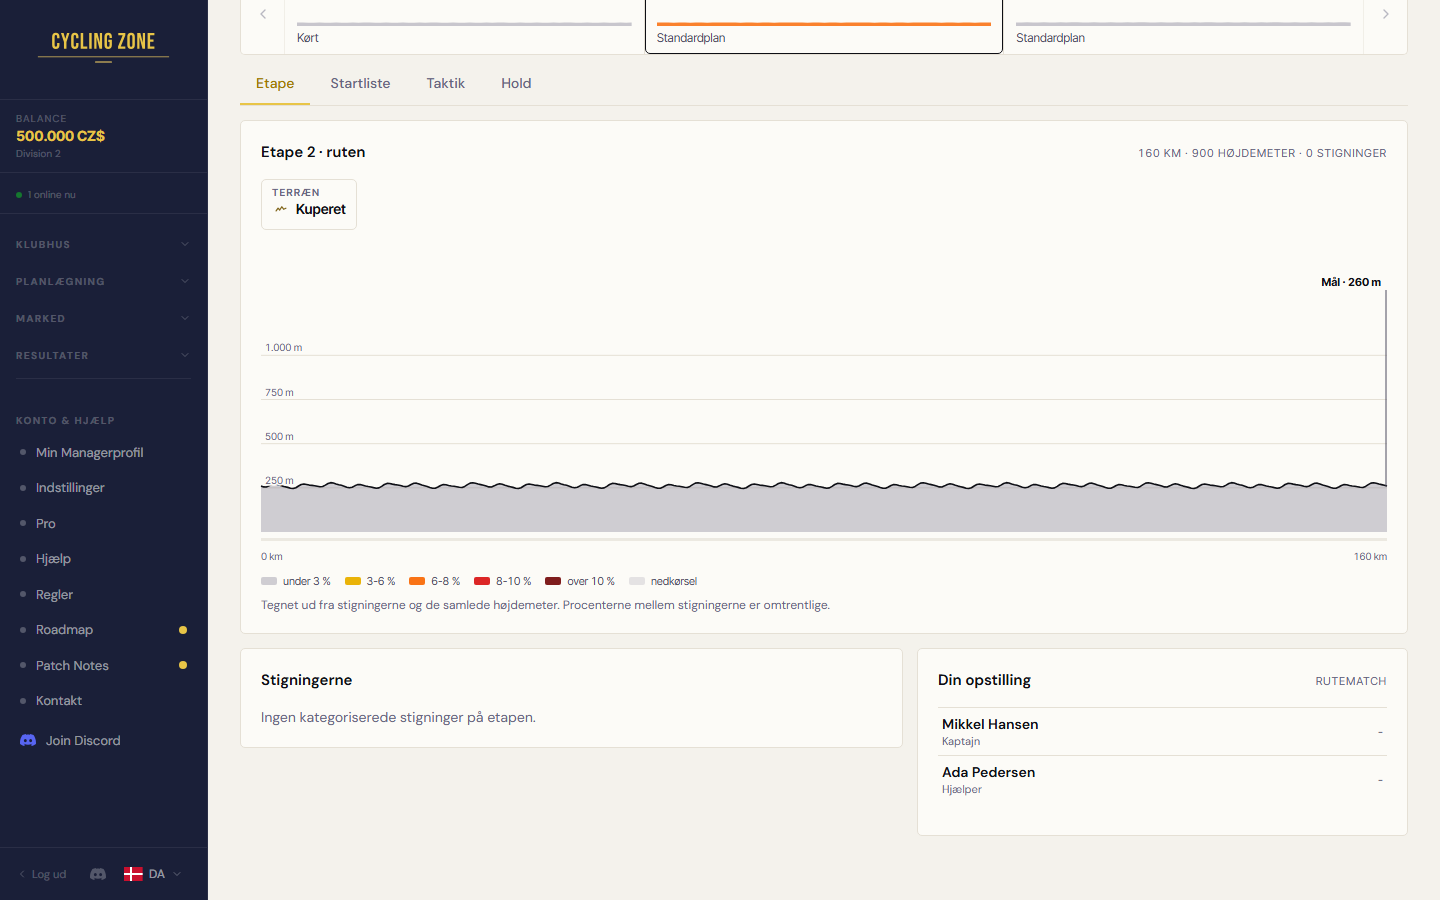 CYCLING ZONE
BALANCE
500.000 CZ$
Division 2
1 online nu
KLUBHUS
PLANLÆGNING
MARKED
RESULTATER
KONTO & HJÆLP
Min Managerprofil
Indstillinger
Pro
Hjælp
Regler
Roadmap
Patch Notes
Kontakt
Join Discord
Log ud
DA
Kørt
Standardplan
Standardplan
Etape
Startliste
Taktik
Hold
Etape 2 · ruten
160 KM · 900 HØJDEMETER · 0 STIGNINGER
TERRÆN
Kuperet
Mål · 260 m
1.000 m
750 m
500 m
250 m
0 km
160 km
under 3 %
3-6 %
6-8 %
8-10 %
over 10 %
nedkørsel
Tegnet ud fra stigningerne og de samlede højdemeter. Procenterne mellem stigningerne er omtrentlige.
Stigningerne
Ingen kategoriserede stigninger på etapen.
Din opstilling
RUTEMATCH
Mikkel Hansen
Kaptajn
-
Ada Pedersen
Hjælper
-